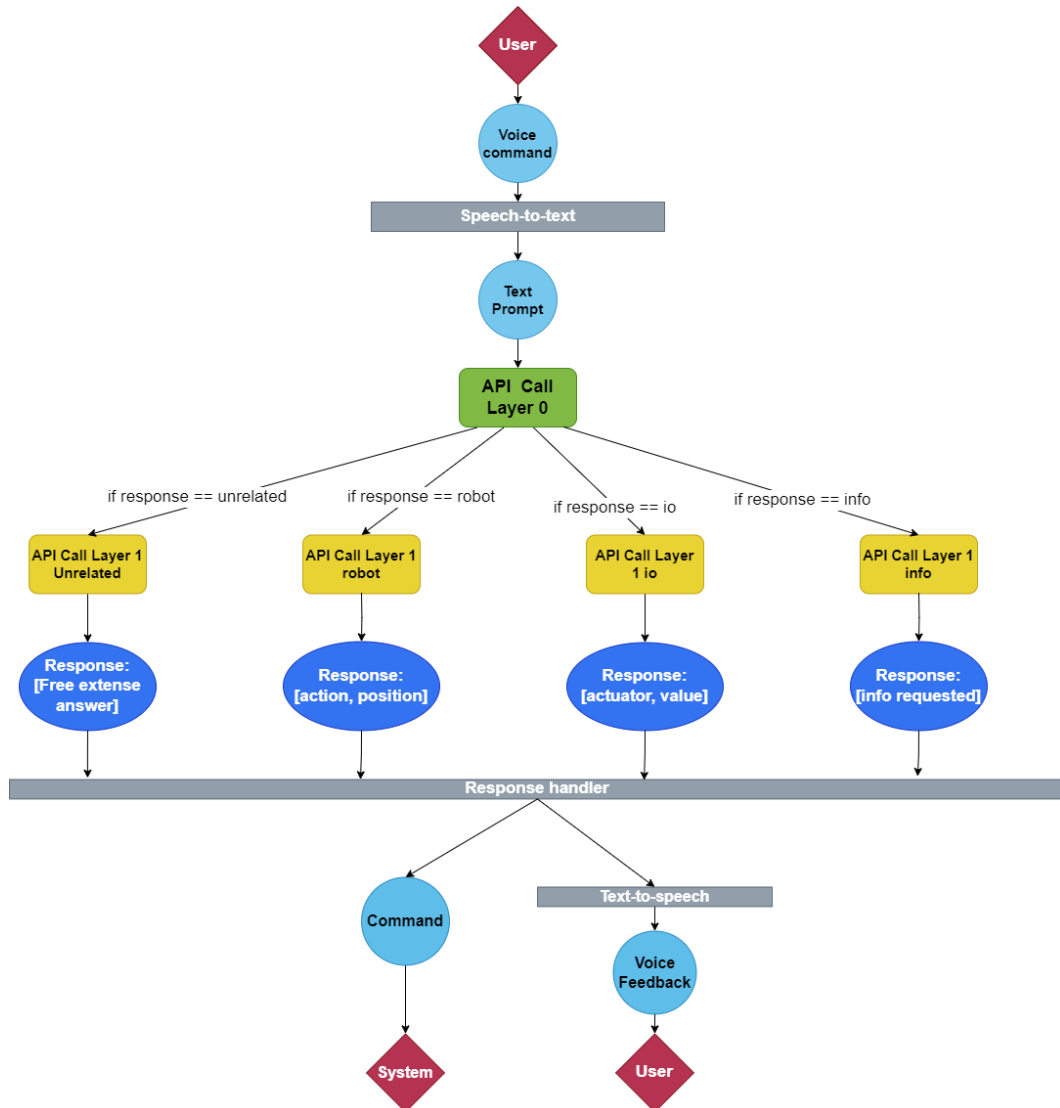 User
Voice
command
Speech-to-text
Text
Prompt
API Call
Layer 0
if response == unrelated
if response == robot
if response == io
if response == info
API Call Layer 1
Unrelated
API Call Layer 1
robot
API Call Layer
1 io
API Call Layer 1
info
Response:
[Free extense
answer]
Response:
[action, position]
Response:
[actuator, value]
Response:
[info requested]
Response handler
Command
Text-to-speech
Voice
Feedback
System
User